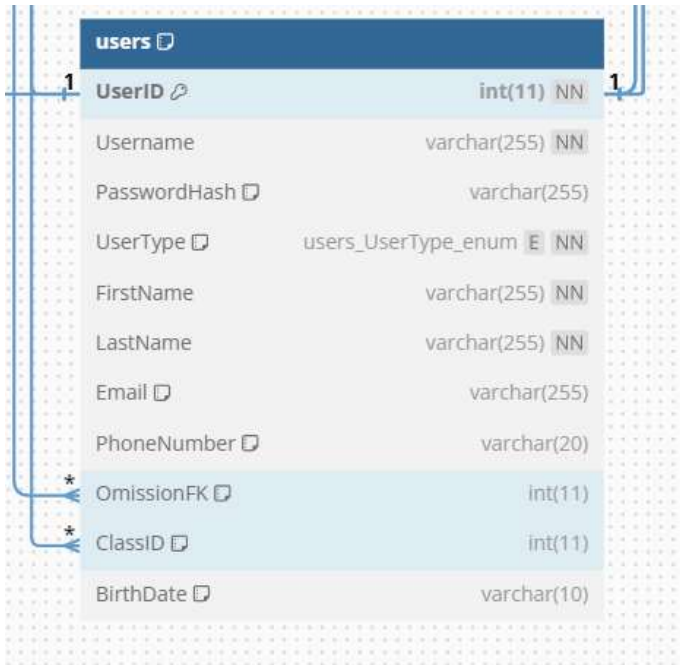 users
1 UserID int(11) NN 1
Username varchar(255) NN
PasswordHash varchar(255)
UserType users_UserType_enum E NN
FirstName varchar(255) NN
LastName varchar(255) NN
Email varchar(255)
PhoneNumber varchar(20)
* OmissionFK int(11)
* ClassID int(11)
BirthDate varchar(10)